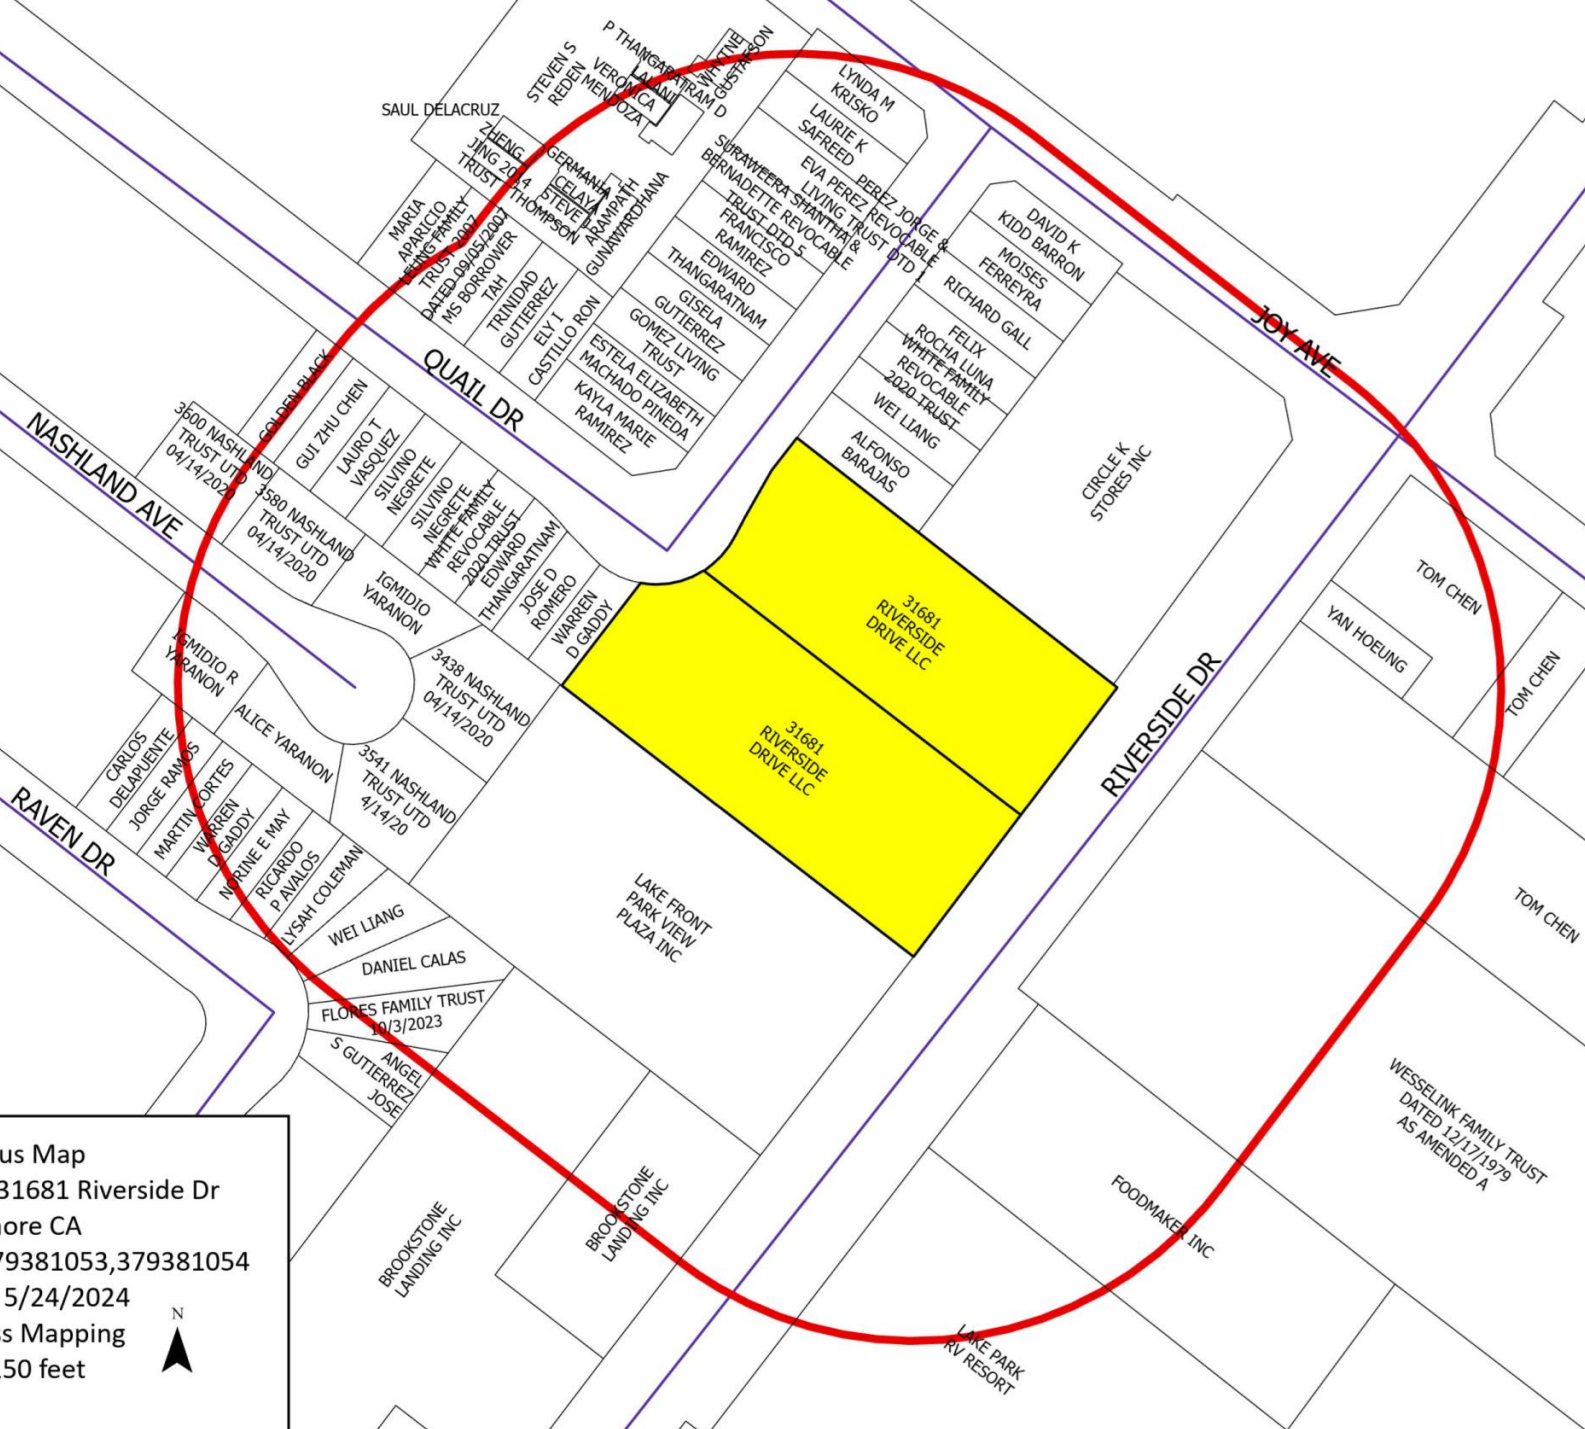 P THANGARATRAM D
LALANI
WHYTNE
GUSTAFSON
STEVEN S
REDEN
VERONICA
MENDOZA
SAUL DELACRUZ
ZHENG
JING 2014
TRUST
GERMANIA
CELAYA
STEVE J
THOMPSON
ARAMPATH
GUNAWARDHANA
LYNDA M
KRISKO
LAURIE K
SAFREED
PEREZ JORGE &
EVA PEREZ REVOCABLE
LIVING TRUST DTD 1
SURAWEERA SHANTHA &
BERNADETTE REVOCABLE
TRUST DTD 5
FRANCISCO
RAMIREZ
EDWARD
THANGARATNAM
GISELA
GUTIERREZ
GOMEZ LIVING
TRUST
ESTELA ELIZABETH
MACHADO PINEDA
KAYLA MARIE
RAMIREZ
MARIA
APARICIO
LEUNG FAMILY
TRUST 2007
DATED 09/05/2007
MS BORROWER
TAH
TRINIDAD
GUTIERREZ
ELY I
CASTILLO RON
DAVID K
KIDD BARRON
MOISES
FERREYRA
RICHARD GALL
FELIX
ROCHA LUNA
WHITE FAMILY
REVOCABLE
2020 TRUST
WEI LIANG
ALFONSO
BARAJAS
CIRCLE K
STORES INC
JOY AVE
QUAIL DR
NASHLAND AVE
GOLDEN BLACK
GUI ZHU CHEN
LAURO T
VASQUEZ
SILVINO
NEGRETE
SILVINO
NEGRETE
WHITE FAMILY
REVOCABLE
2020 TRUST
EDWARD
THANGARATNAM
JOSE D
ROMERO
WARREN
D GADDY
3600 NASHLAND
TRUST UTD
04/14/2020
3580 NASHLAND
TRUST UTD
04/14/2020
IGMIDIO
YARANON
3438 NASHLAND
TRUST UTD
04/14/2020
3541 NASHLAND
TRUST UTD
4/14/20
IGMIDIO R
YARANON
ALICE YARANON
31681
RIVERSIDE
DRIVE LLC
31681
RIVERSIDE
DRIVE LLC
RIVERSIDE DR
TOM CHEN
YAN HOEUNG
TOM CHEN
TOM CHEN
CARLOS
DELAPUENTE
JORGE RAMOS
MARTIN CORTES
WARREN
D GADDY
NORINE E MAY
RICARDO
P AVALOS
LYSAH COLEMAN
WEI LIANG
DANIEL CALAS
FLORES FAMILY TRUST
10/3/2023
ANGEL
S GUTIERREZ
JOSE
RAVEN DR
LAKE FRONT
PARK VIEW
PLAZA INC
BROOKSTONE
LANDING INC
BROOKSTONE
LANDING INC
WESSELINK FAMILY TRUST
DATED 12/17/1979
AS AMENDED A
FOODMAKER INC
LAKE PARK
RV RESORT
us Map
31681 Riverside Dr
ore CA
79381053,379381054
5/24/2024
s Mapping
50 feet
N